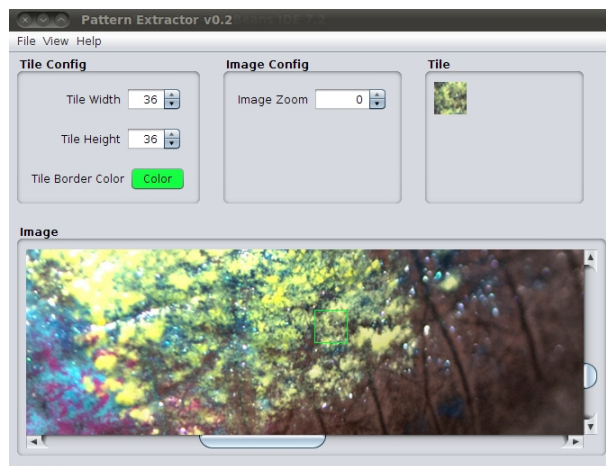 Pattern Extractor v0.2
File View Help
Tile Config
Image Config
Tile
Tile Width 36
Image Zoom 0
Tile Height 36
Tile Border Color Color
Image